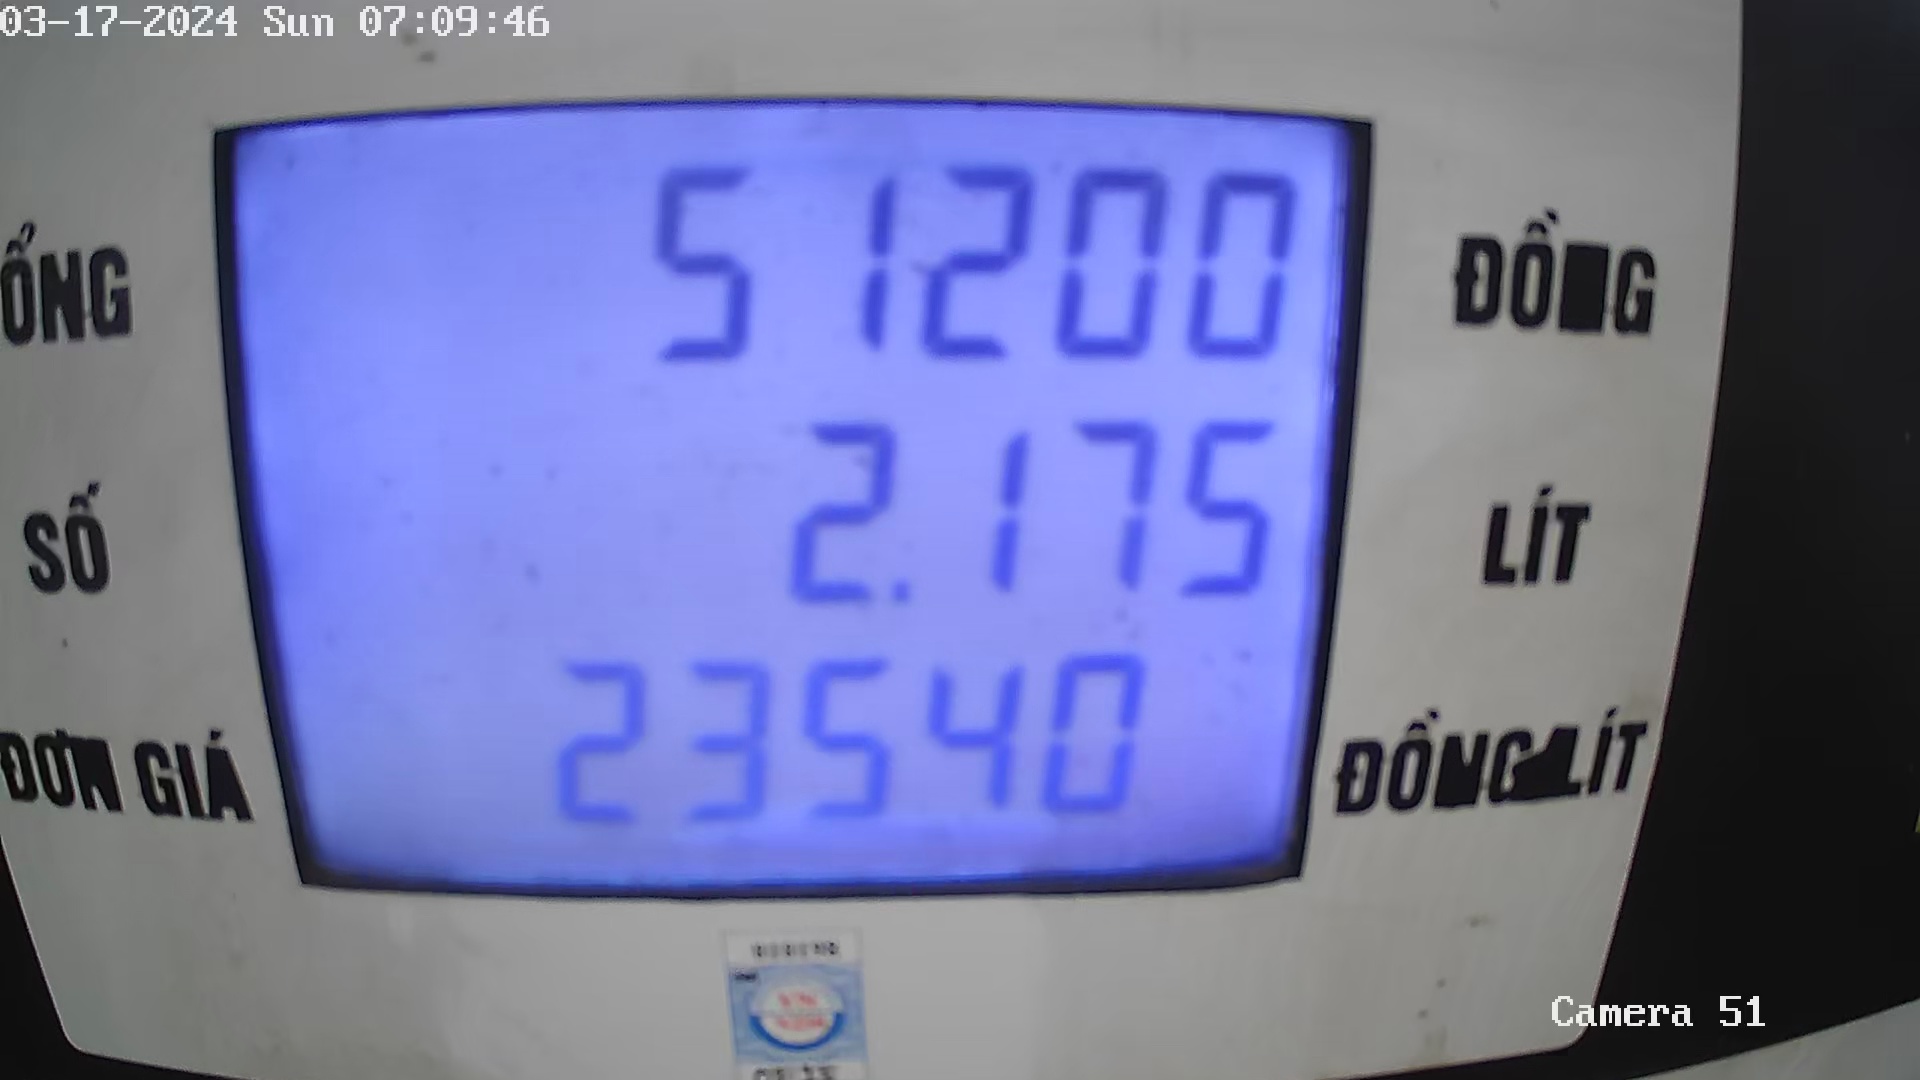 03-17-2024 Sun 07:09:46
51200
ỔNG ĐỒNG
2.175
SỐ LÍT
23540
ĐƠN GIÁ ĐỒNG/LÍT
Camera 51